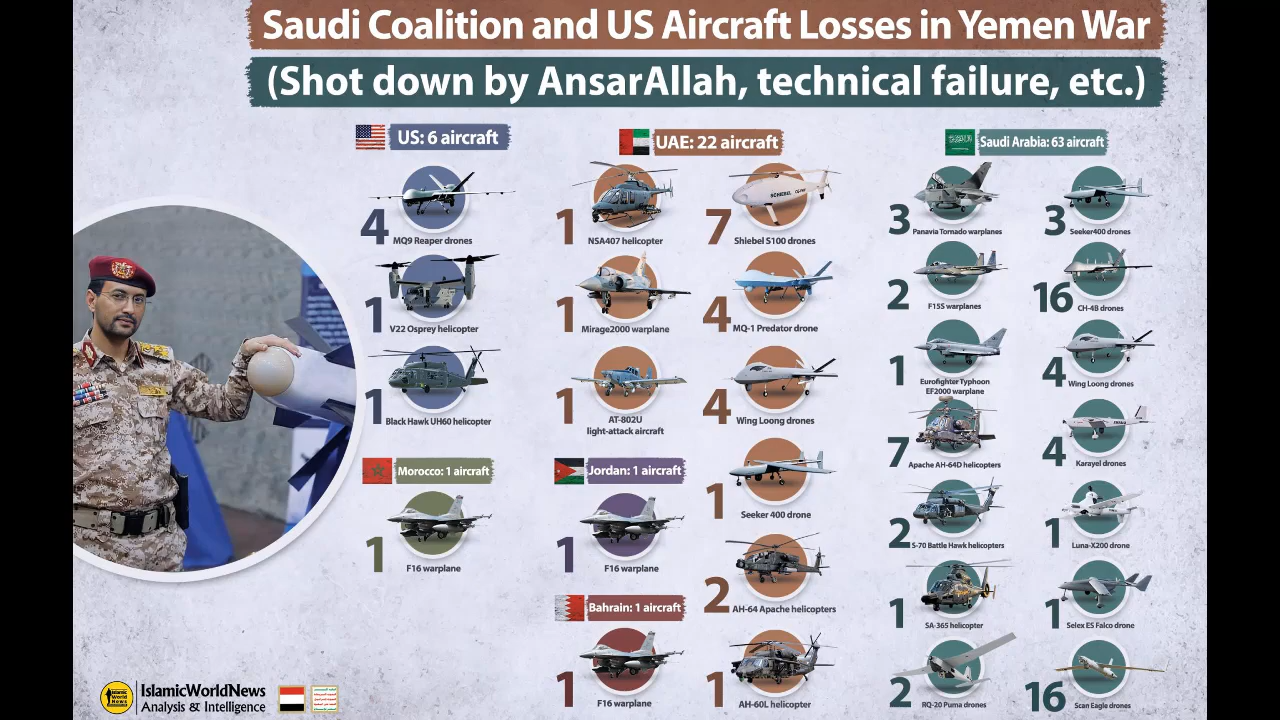 Saudi Coalition and US Aircraft Losses in Yemen War
(Shot down by AnsarAllah, technical failure, etc.)
US: 6 aircraft
4
MQ9 Reaper drones
1
V22 Osprey helicopter
1
Black Hawk UH60 helicopter
Morocco: 1 aircraft
1
F16 warplane
UAE: 22 aircraft
1
NSA407 helicopter
1
Mirage2000 warplane
1
AT-802U
light-attack aircraft
Jordan: 1 aircraft
1
F16 warplane
Bahrain: 1 aircraft
1
F16 warplane
7
SCHIEBEL
Shiebel S100 drones
4
MQ-1 Predator drone
4
Wing Loong drones
1
Seeker 400 drone
2
AH-64 Apache helicopters
1
AH-60L helicopter
Saudi Arabia: 63 aircraft
3
Panavia Tornado warplanes
2
F15S warplanes
1
Eurofighter Typhoon
EF2000 warplane
7
Apache AH-64D helicopters
2
S-70 Battle Hawk helicopters
1
SA-365 helicopter
2
RQ-20 Puma drones
3
Seeker400 drones
16
CH-4B drones
4
Wing Loong drones
4
Karayel drones
1
Luna-X200 drone
1
Selex ES Falco drone
16
Scan Eagle drones
Islamic
World
News
IslamicWorldNews
Analysis & Intelligence